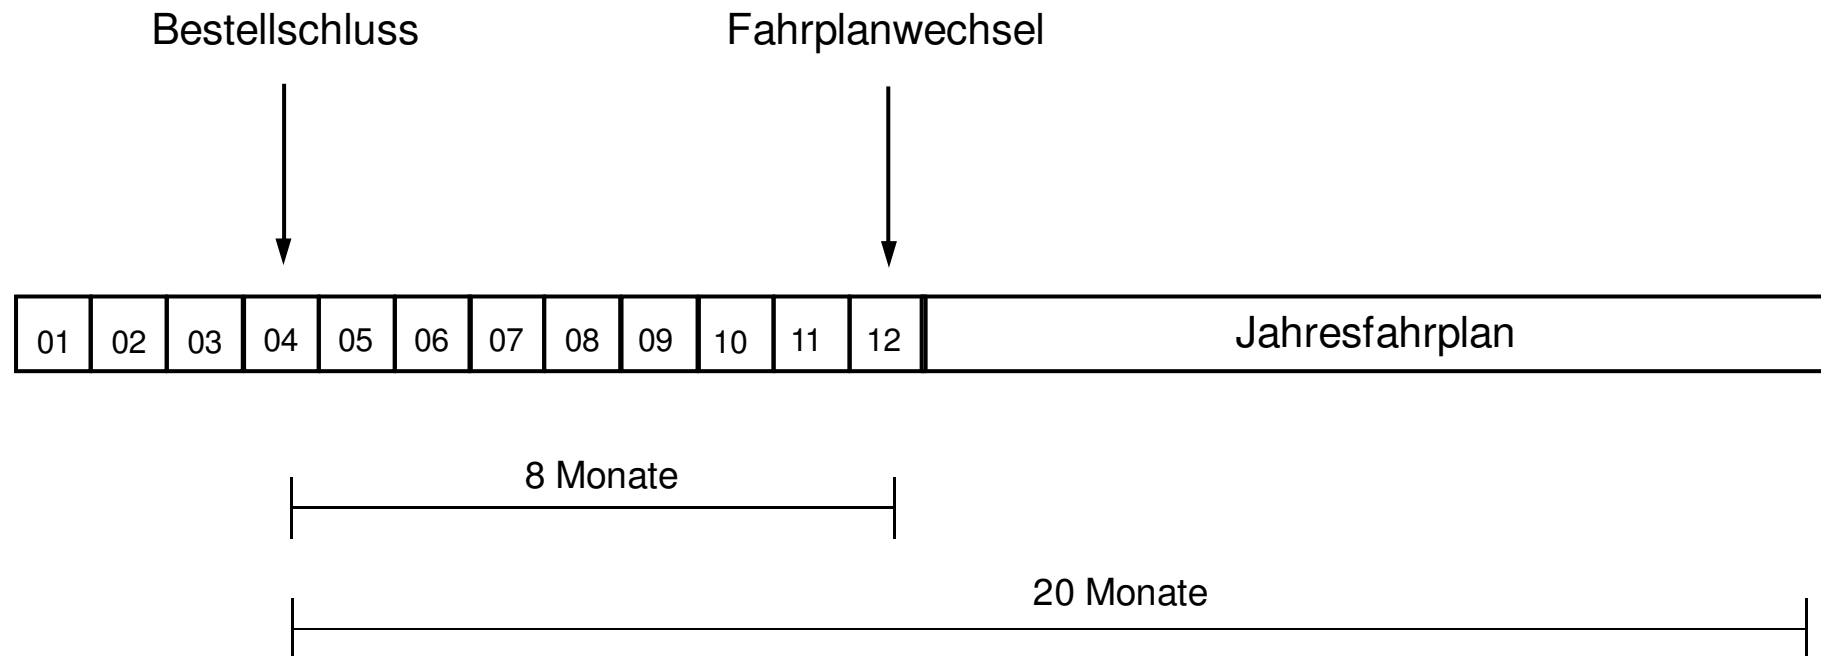 Bestellschluss Fahrplanwechsel
01 02 03 04 05 06 07 08 09 10 11 12 Jahresfahrplan
8 Monate
20 Monate